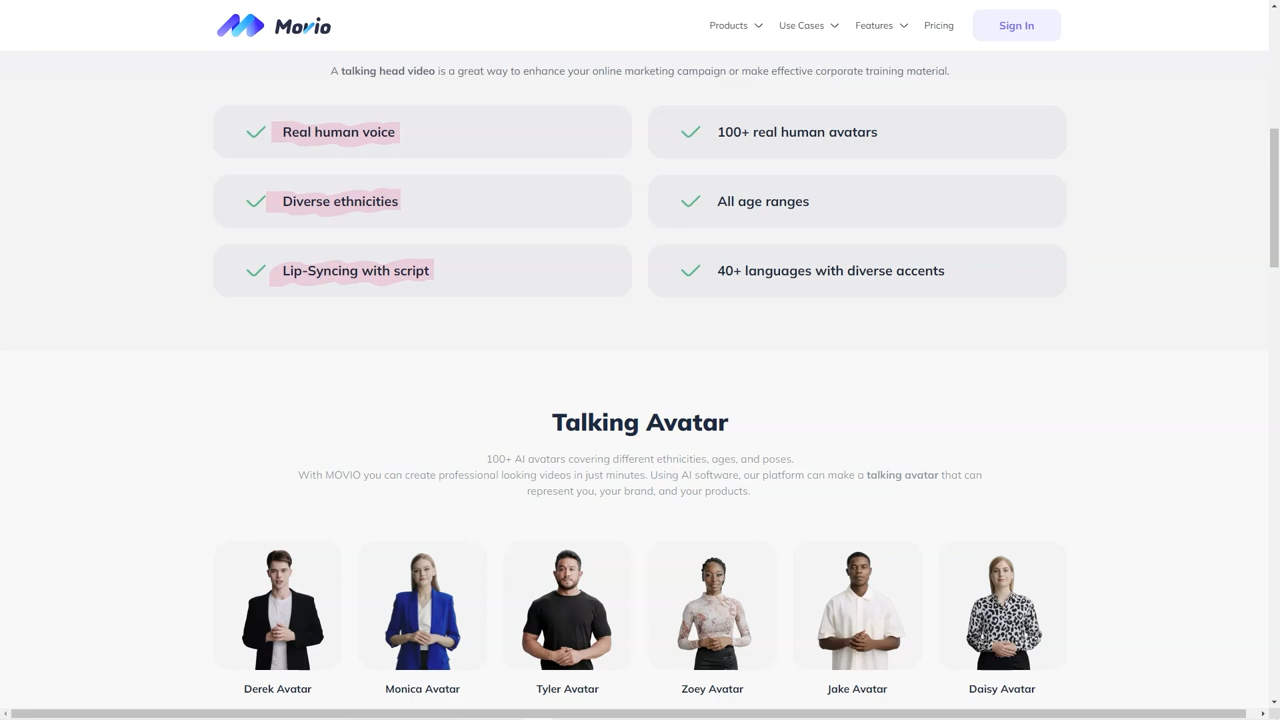 Movio
Products
Use Cases
Features
Pricing
Sign In
A talking head video is a great way to enhance your online marketing campaign or make effective corporate training material.
Real human voice
100+ real human avatars
Diverse ethnicities
All age ranges
Lip-Syncing with script
40+ languages with diverse accents
Talking Avatar
100+ AI avatars covering different ethnicities, ages, and poses.
With MOVIO you can create professional looking videos in just minutes. Using AI software, our platform can make a talking avatar that can
represent you, your brand, and your products.
Derek Avatar
Monica Avatar
Tyler Avatar
Zoey Avatar
Jake Avatar
Daisy Avatar